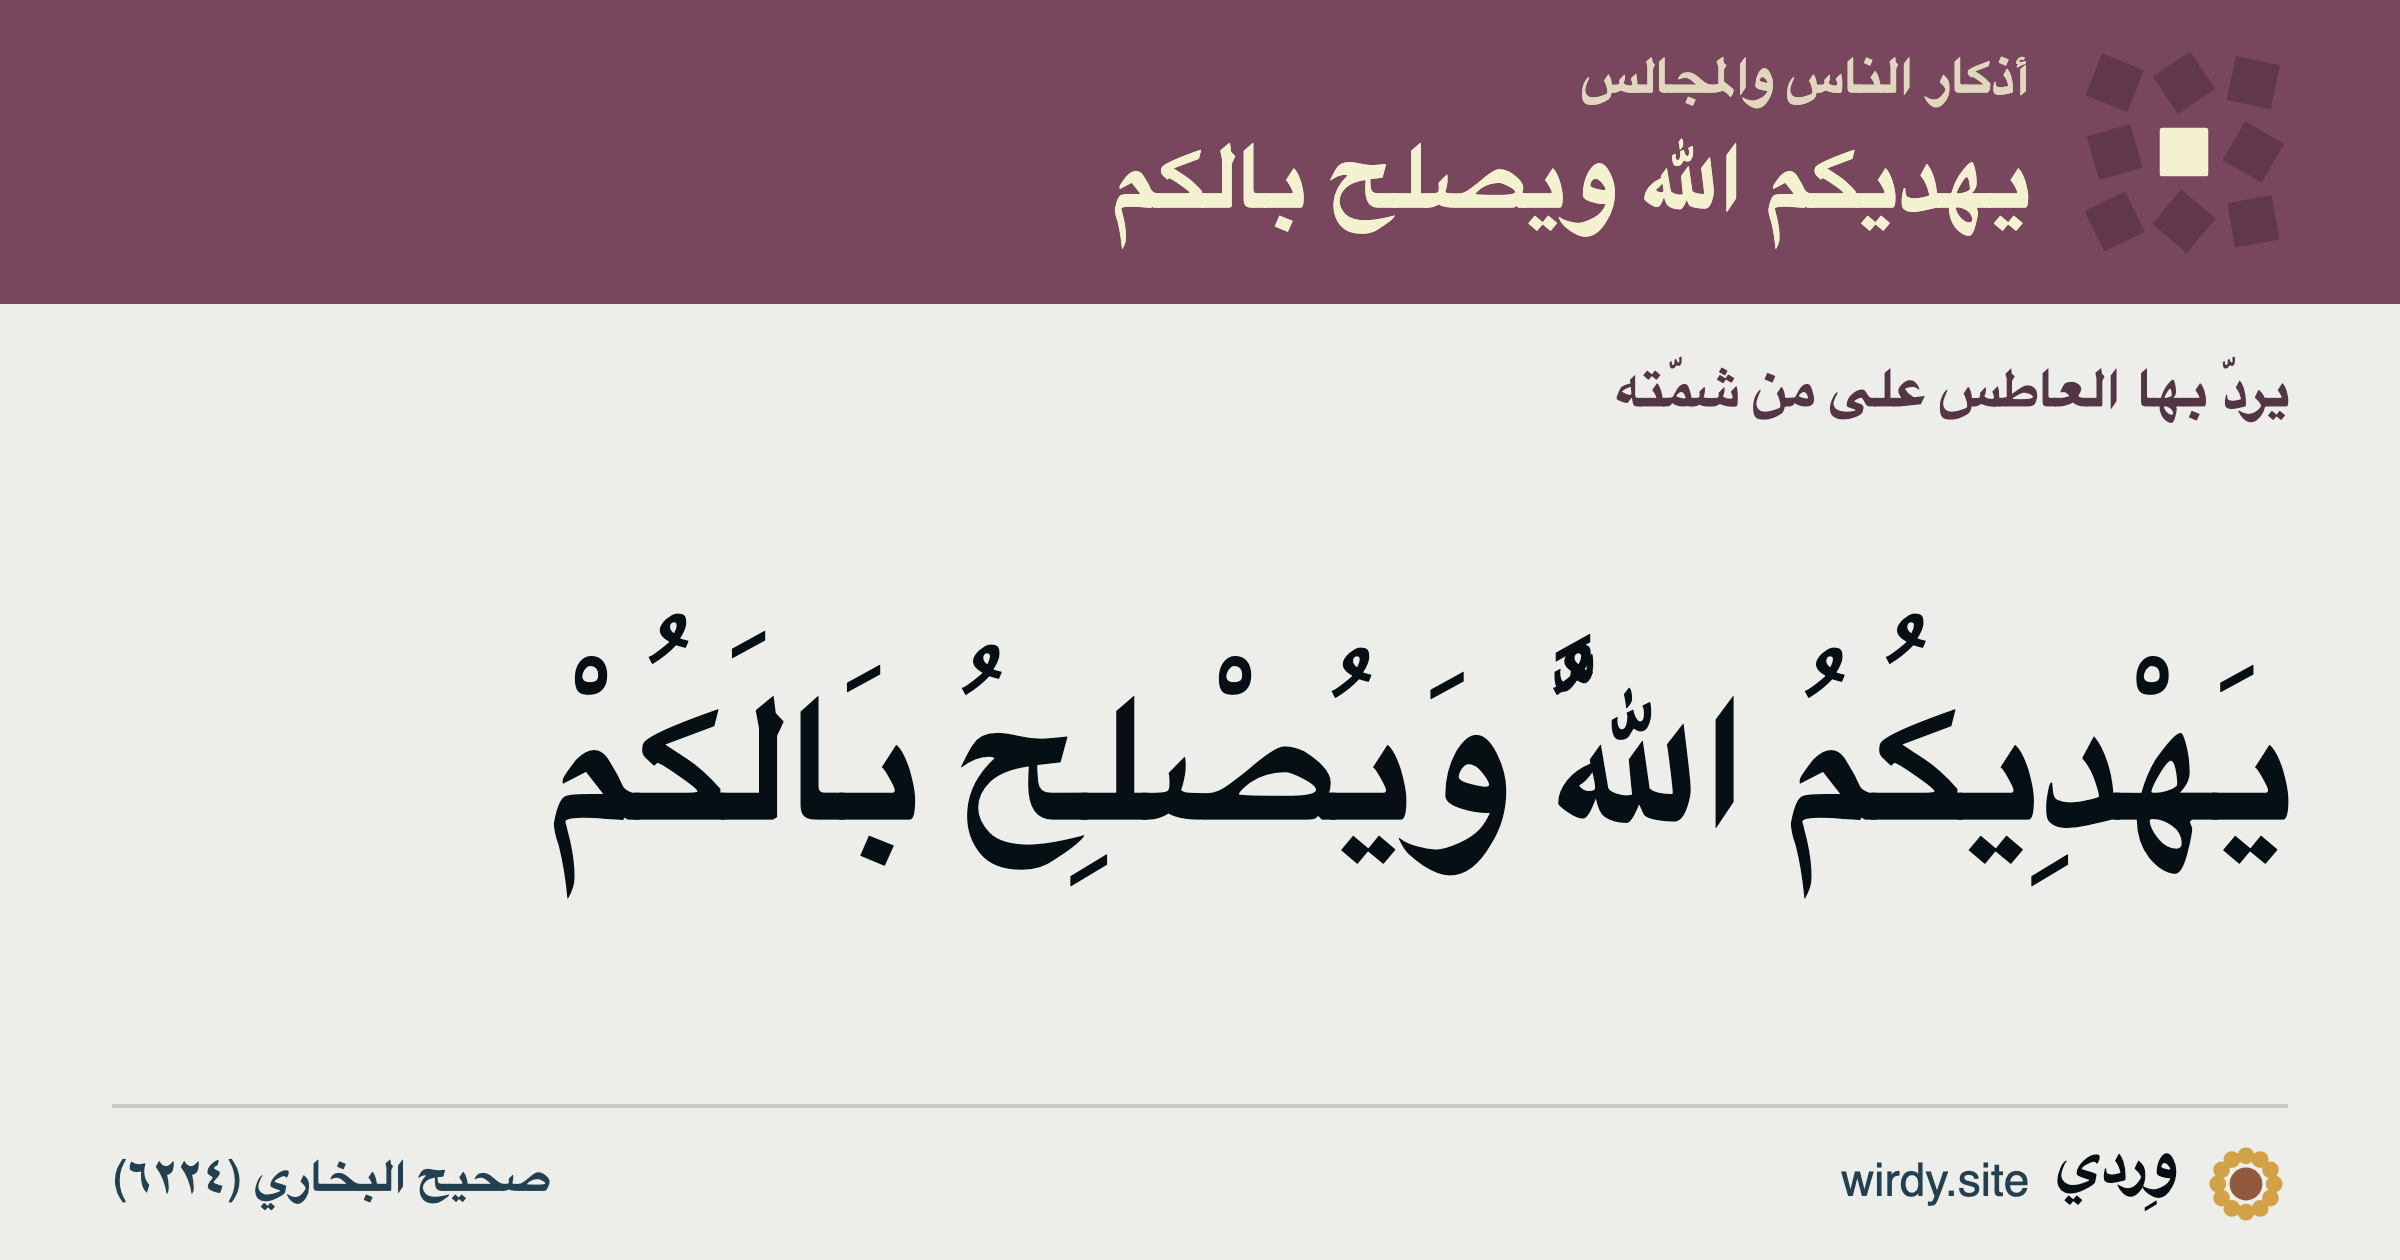 أذكار الناس والمجالس
يهديكم الله ويصلح بالكم
يردّ بها العاطس على من شمّته
يَهْدِيكُمُ اللهَُّ وَيُصْلِحُ بَالَكُمْ
وِردي wirdy.site
صحيح البخاري (٦٢٢٤)